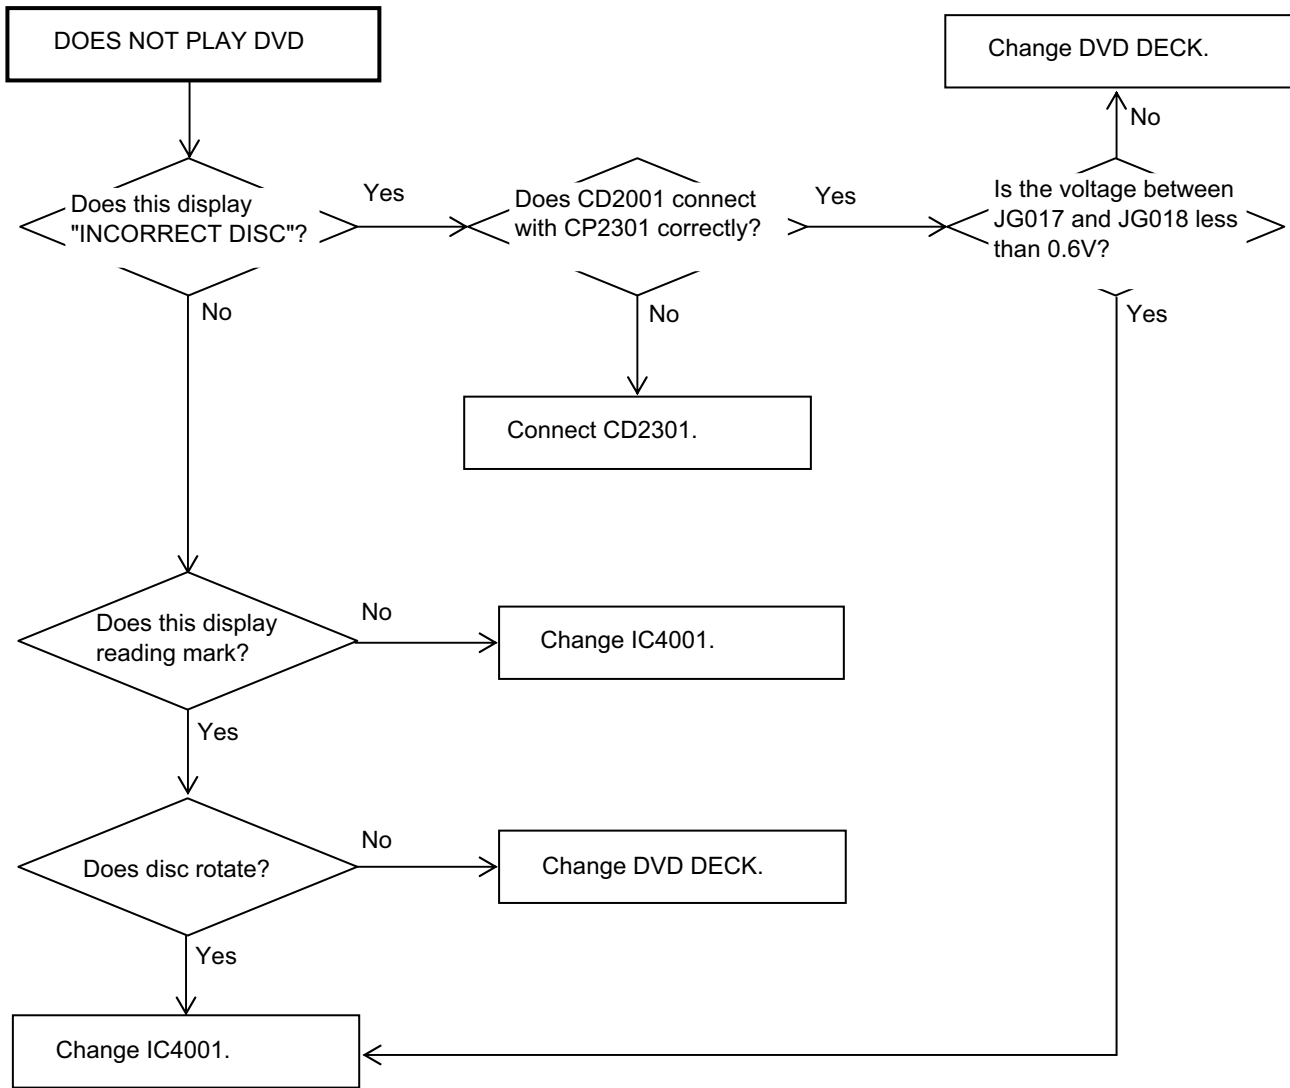 DOES NOT PLAY DVD
Change DVD DECK.
No
Does this display
"INCORRECT DISC"?
Yes
Does CD2001 connect
with CP2301 correctly?
Yes
Is the voltage between
JG017 and JG018 less
than 0.6V?
No
No
Yes
Connect CD2301.
Does this display
reading mark?
No
Change IC4001.
Yes
Does disc rotate?
No
Change DVD DECK.
Yes
Change IC4001.